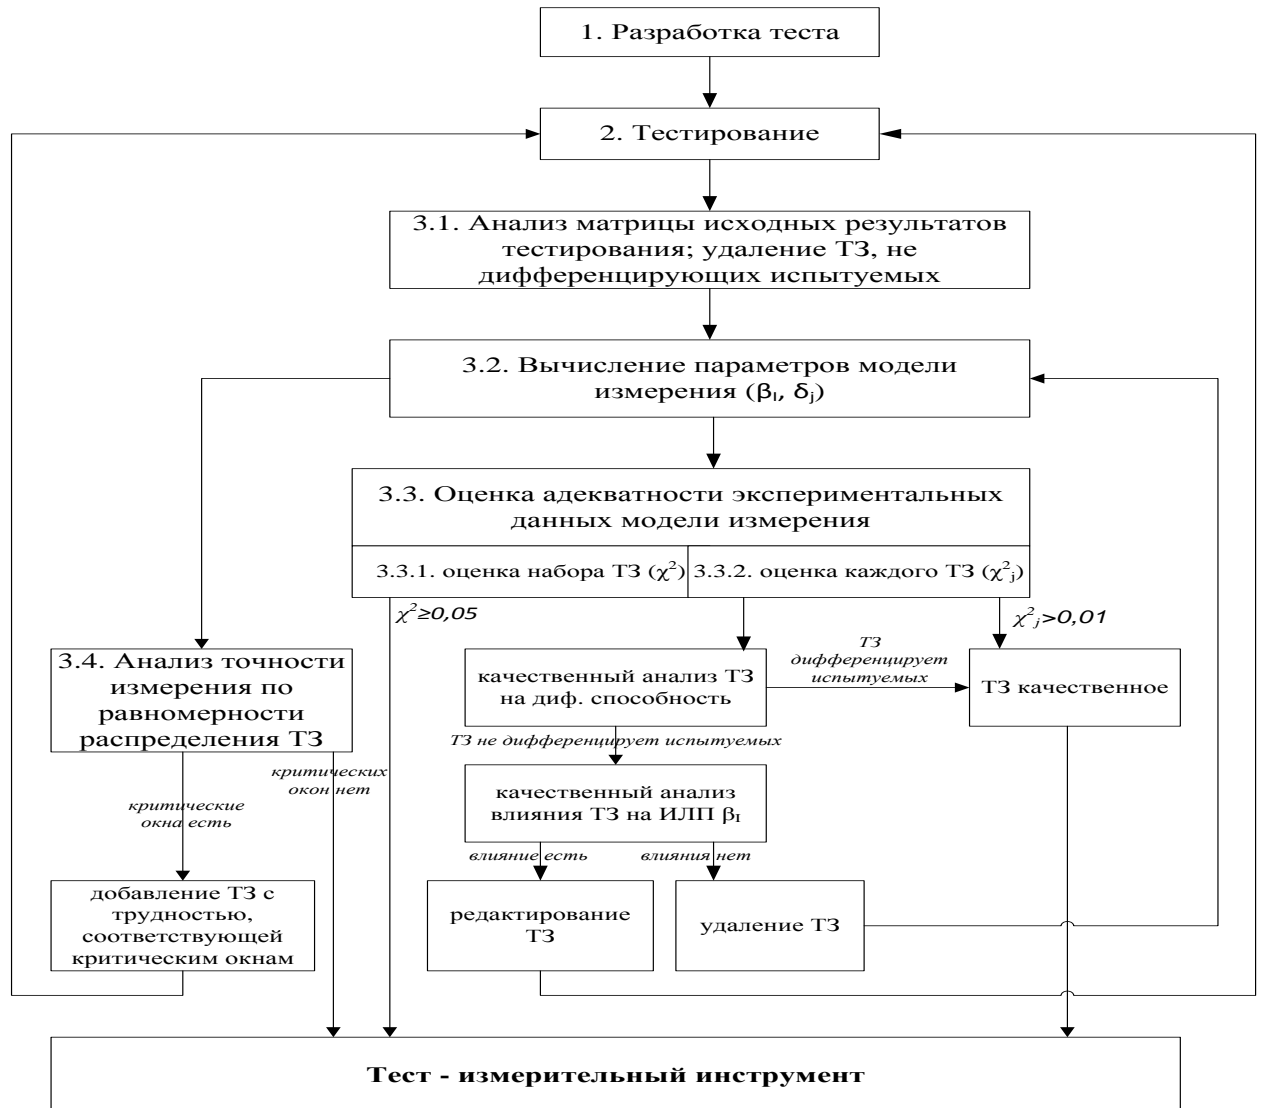 1. Разработка теста
2. Тестирование
3.1. Анализ матрицы исходных результатов
тестирования; удаление ТЗ, не
дифференцирующих испытуемых
3.2. Вычисление параметров модели
измерения (βI, δj)
3.3. Оценка адекватности экспериментальных
данных модели измерения
3.3.1. оценка набора ТЗ (χ²)
3.3.2. оценка каждого ТЗ (χ²j)
χ²≥0,05
χ²j>0,01
3.4. Анализ точности
измерения по
равномерности
распределения ТЗ
качественный анализ ТЗ
на диф. способность
ТЗ
дифференцирует
испытуемых
ТЗ качественное
ТЗ не дифференцирует испытуемых
критических
окон нет
критические
окна есть
качественный анализ
влияния ТЗ на ИЛП βI
влияние есть
влияния нет
добавление ТЗ с
трудностью,
соответствующей
критическим окнам
редактирование
ТЗ
удаление ТЗ
Тест - измерительный инструмент